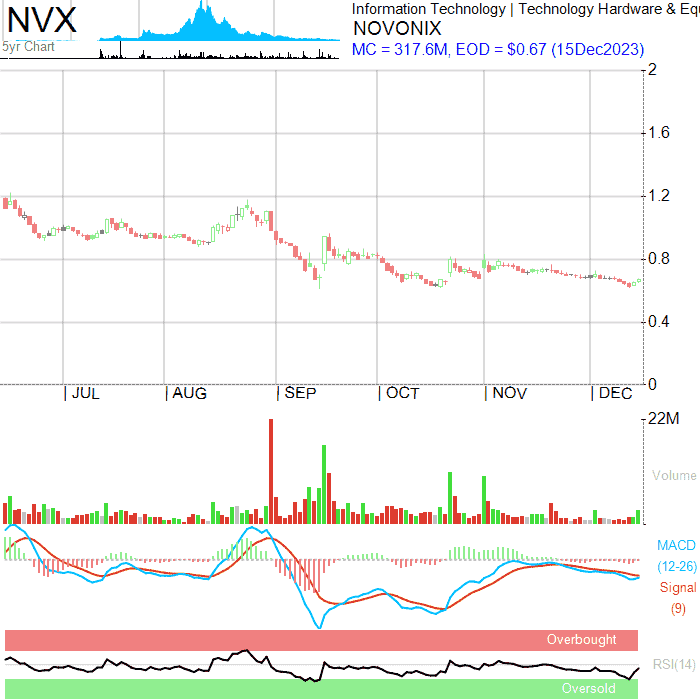 NVX
5yr Chart
Information Technology | Technology Hardware & Equ
NOVONIX
MC = 317.6M, EOD = $0.67 (15Dec2023)
2
1.6
1.2
0.8
0.4
0
| JUL | AUG | SEP | OCT | NOV | DEC
22M
Volume
MACD
(12-26)
Signal
(9)
Overbought
RSI(14)
Oversold